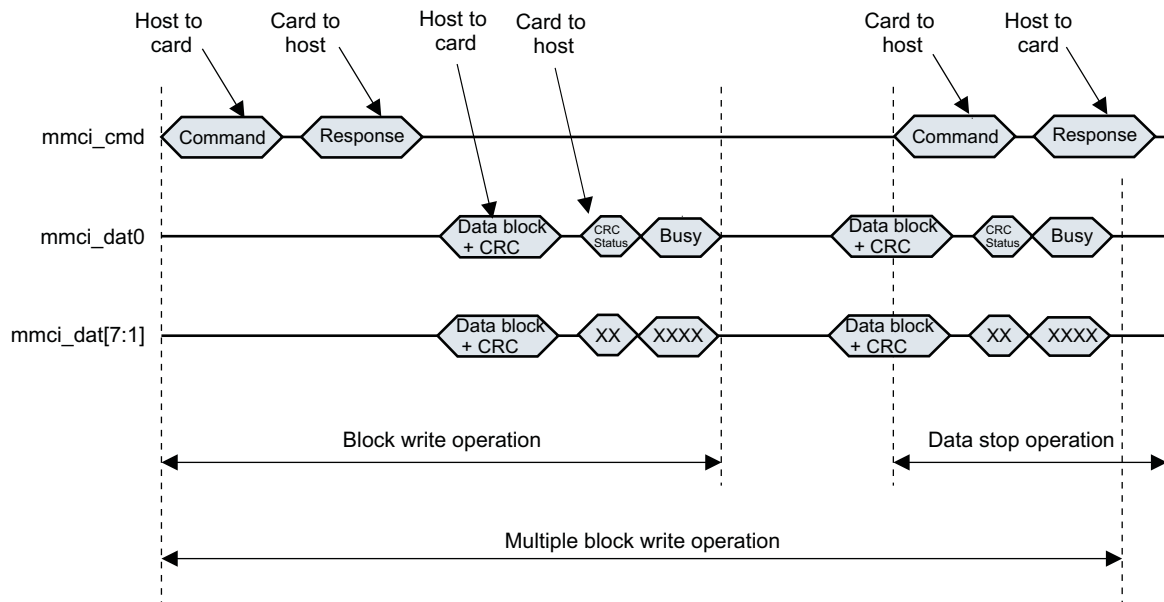 Host to
card
Card to
host
Host to
card
Card to
host
Card to
host
Host to
card
mmci_cmd
Command
Response
Command
Response
mmci_dat0
Data block
+ CRC
CRC
Status
Busy
Data block
+ CRC
CRC
Status
Busy
mmci_dat[7:1]
Data block
+ CRC
XX
XXXX
Data block
+ CRC
XX
XXXX
Block write operation
Data stop operation
Multiple block write operation